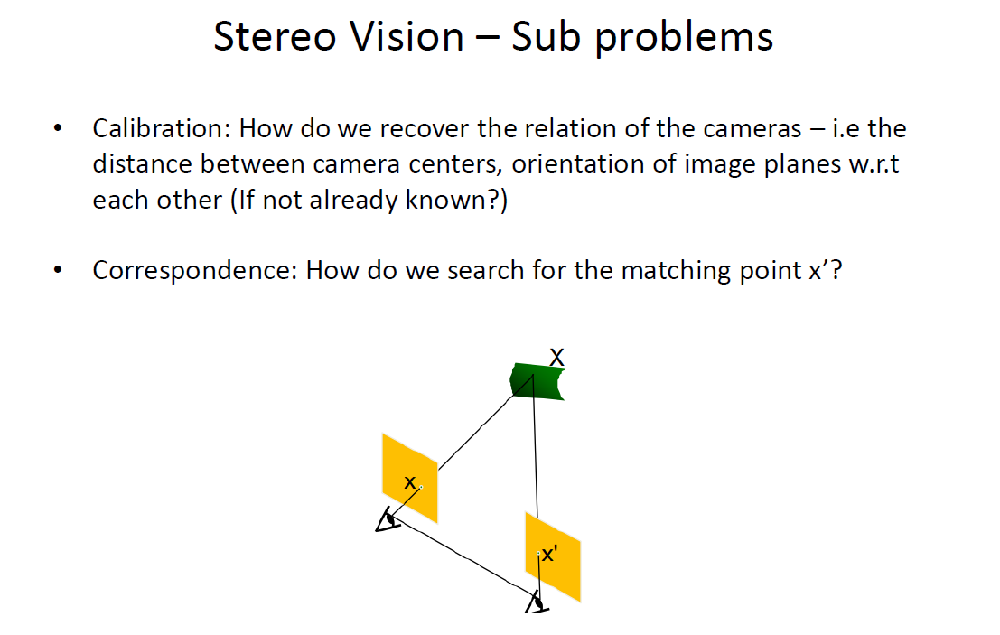 Stereo Vision – Sub problems
• Calibration: How do we recover the relation of the cameras – i.e the
distance between camera centers, orientation of image planes w.r.t
each other (If not already known?)
• Correspondence: How do we search for the matching point x’?
X
x
x'